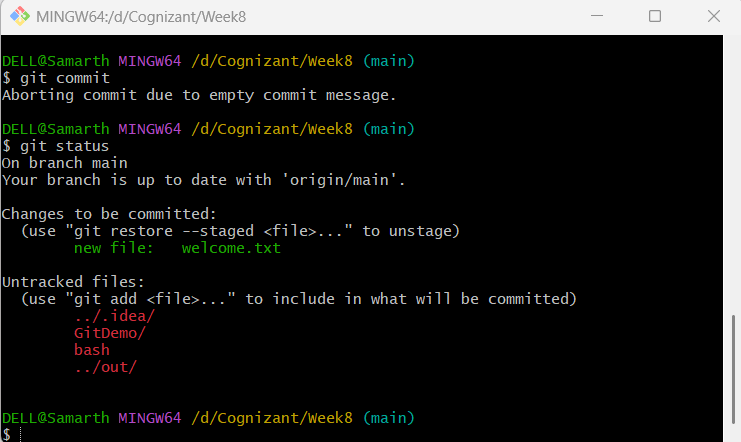 MINGW64:/d/Cognizant/Week8
DELL@Samarth MINGW64 /d/Cognizant/Week8 (main)
$ git commit
Aborting commit due to empty commit message.
DELL@Samarth MINGW64 /d/Cognizant/Week8 (main)
$ git status
On branch main
Your branch is up to date with 'origin/main'.
Changes to be committed:
  (use "git restore --staged <file>..." to unstage)
        new file:   welcome.txt
Untracked files:
  (use "git add <file>..." to include in what will be committed)
        ../.idea/
        GitDemo/
        bash
        ../out/
DELL@Samarth MINGW64 /d/Cognizant/Week8 (main)
$